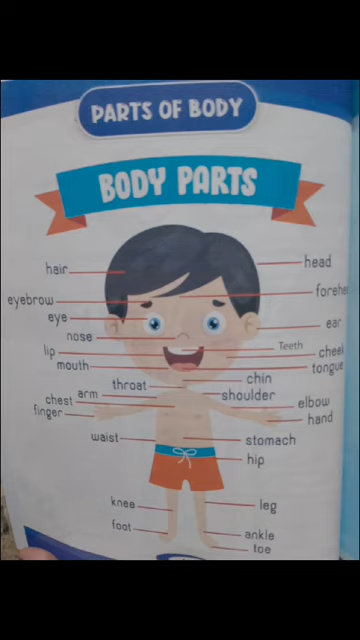 PARTS OF BODY
BODY PARTS
hair
head
eyebrow
eye
ear
nose
Teeth
lip
cheek
mouth
tongue
throat
chin
chest
arm
shoulder
elbow
finger
hand
waist
stomach
hip
knee
leg
foot
ankle
toe